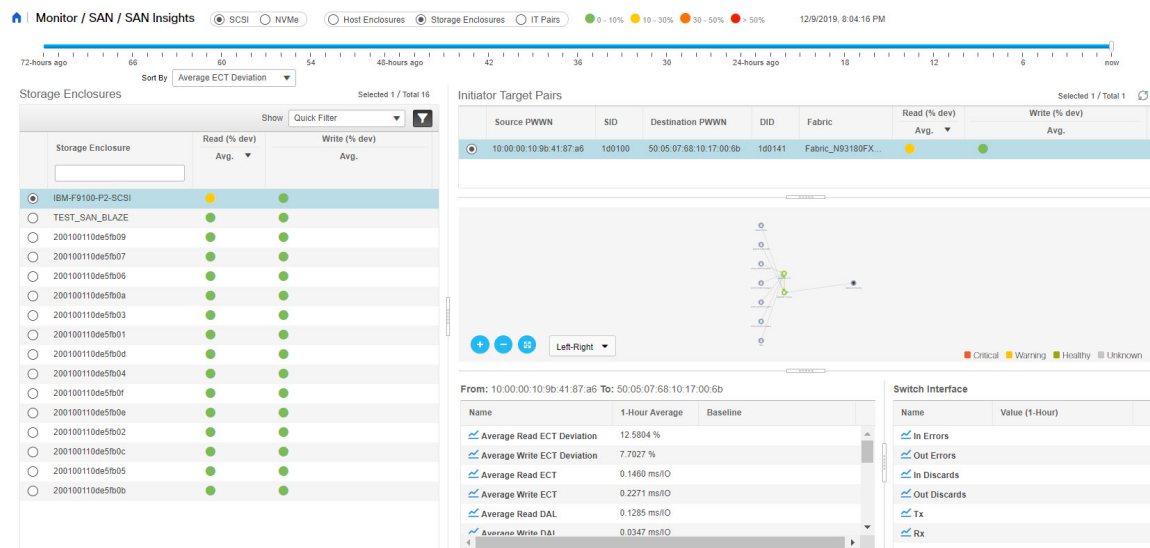 Monitor / SAN / SAN Insights
SCSI NVMe
Host Enclosures Storage Enclosures IT Pairs
0 - 10% 10 - 30% 30 - 50% > 50%
12/9/2019, 8:04:16 PM
72-hours ago 66 60 54 48-hours ago 42 36 30 24-hours ago 18 12 6 now
Sort By Average ECT Deviation
Storage Enclosures
Selected 1 / Total 16
Show Quick Filter
Storage Enclosure Read (% dev) Write (% dev)
Avg. Avg.
IBM-F9100-P2-SCSI
TEST_SAN_BLAZE
200100110de5fb09
200100110de5fb07
200100110de5fb06
200100110de5fb0a
200100110de5fb03
200100110de5fb01
200100110de5fb0d
200100110de5fb04
200100110de5fb0f
200100110de5fb0e
200100110de5fb02
200100110de5fb0c
200100110de5fb05
200100110de5fb0b
Initiator Target Pairs
Selected 1 / Total 1
Source PWWN SID Destination PWWN DID Fabric Read (% dev) Write (% dev)
Avg. Avg.
10:00:00:10:9b:41:87:a6 1d0100 50:05:07:68:10:17:00:6b 1d0141 Fabric_N93180FX...
Left-Right
Critical Warning Healthy Unknown
From: 10:00:00:10:9b:41:87:a6 To: 50:05:07:68:10:17:00:6b
Name 1-Hour Average Baseline
Average Read ECT Deviation 12.5804 %
Average Write ECT Deviation 7.7027 %
Average Read ECT 0.1460 ms/IO
Average Write ECT 0.2271 ms/IO
Average Read DAL 0.1285 ms/IO
Average Write DAL 0.0347 ms/IO
Switch Interface
Name Value (1-Hour)
In Errors
Out Errors
In Discards
Out Discards
Tx
Rx